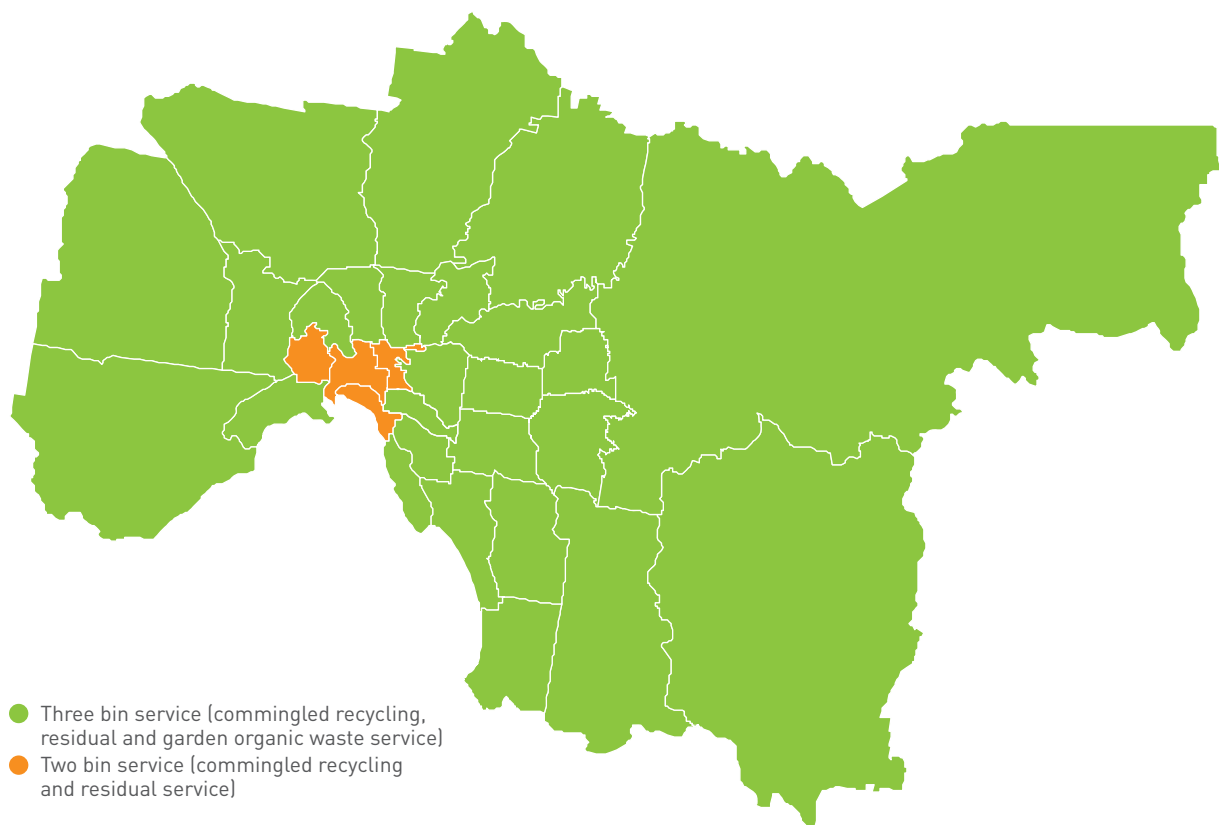 Three bin service (commingled recycling,
residual and garden organic waste service)
Two bin service (commingled recycling
and residual service)